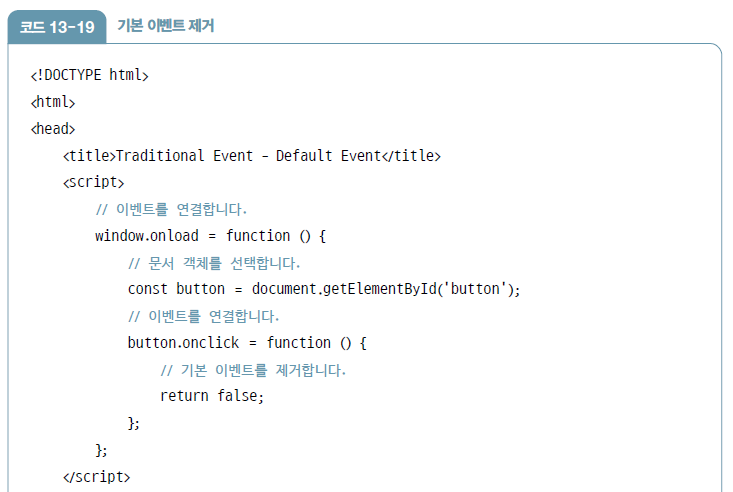 코드 13-19 기본 이벤트 제거
<!DOCTYPE html>
<html>
<head>
<title>Traditional Event - Default Event</title>
<script>
// 이벤트를 연결합니다.
window.onload = function () {
// 문서 객체를 선택합니다.
const button = document.getElementById('button');
// 이벤트를 연결합니다.
button.onclick = function () {
// 기본 이벤트를 제거합니다.
return false;
};
};
</script>